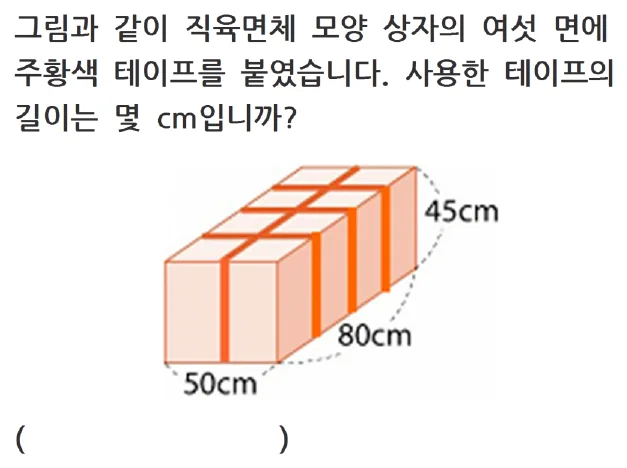 그림과 같이 직육면체 모양 상자의 여섯 면에
주황색 테이프를 붙였습니다. 사용한 테이프의
길이는 몇 cm입니까?
45cm
80cm
50cm
(                    )